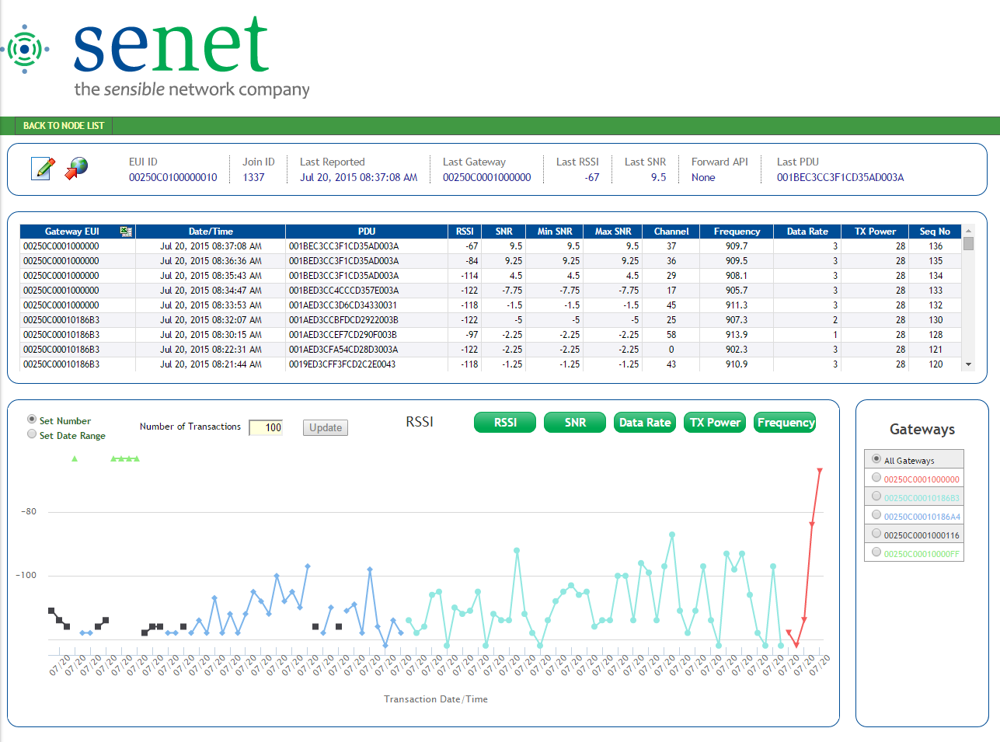 senet
the sensible network company
BACK TO NODE LIST
EUI ID Join ID Last Reported Last Gateway Last RSSI Last SNR Forward API Last PDU
00250C0100000010 1337 Jul 20, 2015 08:37:08 AM 00250C0001000000 -67 9.5 None 001BEC3CC3F1CD35AD003A
Gateway EUI Date/Time PDU RSSI SNR Min SNR Max SNR Channel Frequency Data Rate TX Power Seq No
00250C0001000000 Jul 20, 2015 08:37:08 AM 001BEC3CC3F1CD35AD003A -67 9.5 9.5 9.5 37 909.7 3 28 136
00250C0001000000 Jul 20, 2015 08:36:36 AM 001BED3CC3F1CD35AD003A -84 9.25 9.25 9.25 36 909.5 3 28 135
00250C0001000000 Jul 20, 2015 08:35:43 AM 001BED3CC3F1CD35AD003A -114 4.5 4.5 4.5 29 908.1 3 28 134
00250C0001000000 Jul 20, 2015 08:34:47 AM 001BED3CC4CCCD357E003A -122 -7.75 -7.75 -7.75 17 905.7 3 28 133
00250C0001000000 Jul 20, 2015 08:33:53 AM 001AED3CC3D6CD34330031 -118 -1.5 -1.5 -1.5 45 911.3 3 28 132
00250C00010186B3 Jul 20, 2015 08:32:07 AM 001AED3CCBFDCD2922003B -122 -5 -5 -5 25 907.3 2 28 130
00250C00010186B3 Jul 20, 2015 08:30:15 AM 001AED3CCEF7CD290F003B -97 -2.25 -2.25 -2.25 58 913.9 1 28 128
00250C00010186B3 Jul 20, 2015 08:22:31 AM 001AED3CFA54CD28D3003A -122 -2.25 -2.25 -2.25 0 902.3 3 28 121
00250C00010186B3 Jul 20, 2015 08:21:44 AM 0019ED3CFF3FCD2C2E0043 -118 -1.25 -1.25 -1.25 43 910.9 3 28 120
Set Number
Set Date Range
Number of Transactions 100 Update
RSSI
RSSI SNR Data Rate TX Power Frequency
-80
-100
07/20 07/20 07/20 07/20 07/20 07/20 07/20 07/20 07/20 07/20 07/20 07/20 07/20 07/20 07/20 07/20 07/20 07/20 07/20 07/20 07/20 07/20 07/20 07/20 07/20 07/20 07/20 07/20 07/20 07/20 07/20 07/20 07/20 07/20 07/20 07/20 07/20 07/20 07/20 07/20 07/20 07/20 07/20 07/20 07/20 07/20 07/20 07/20 07/20 07/20
Transaction Date/Time
Gateways
All Gateways
00250C0001000000
00250C00010186B3
00250C00010186A4
00250C0001000116
00250C00010000FF